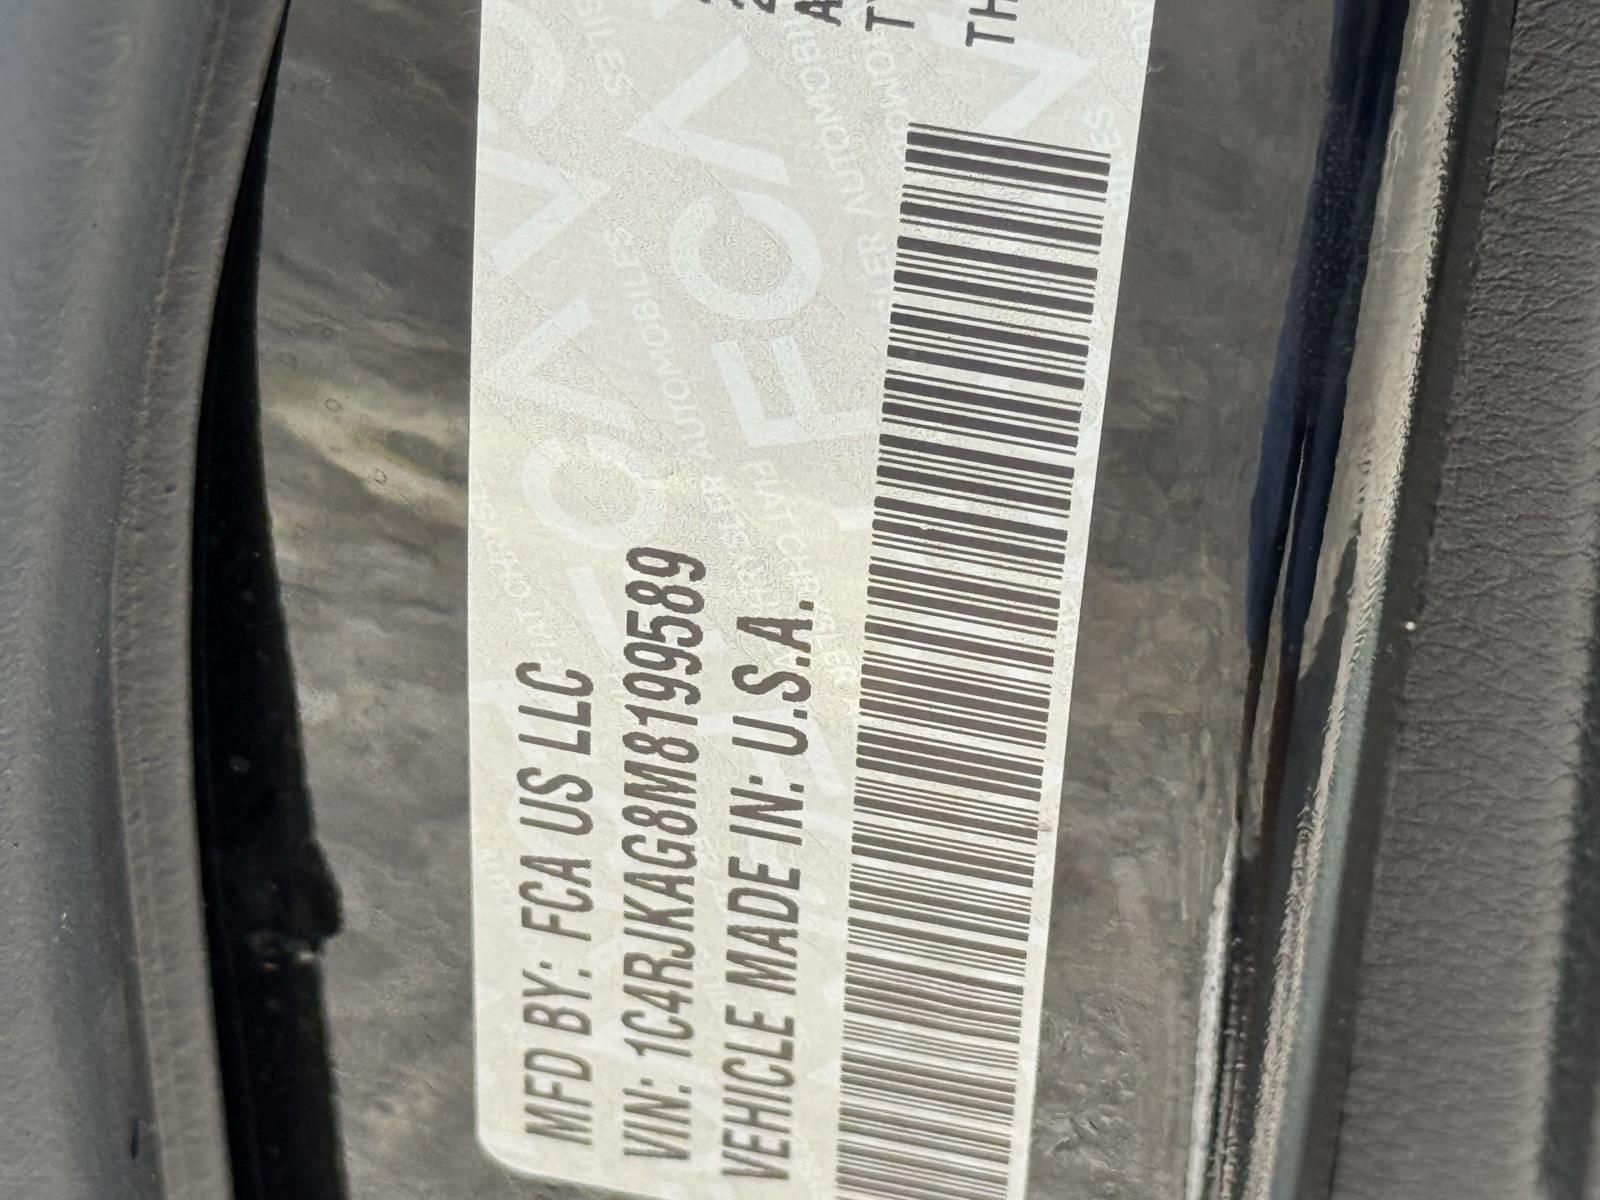 MFD BY: FCA US LLC
VIN: 1C4RJKAG8M8199589
VEHICLE MADE IN: U.S.A.